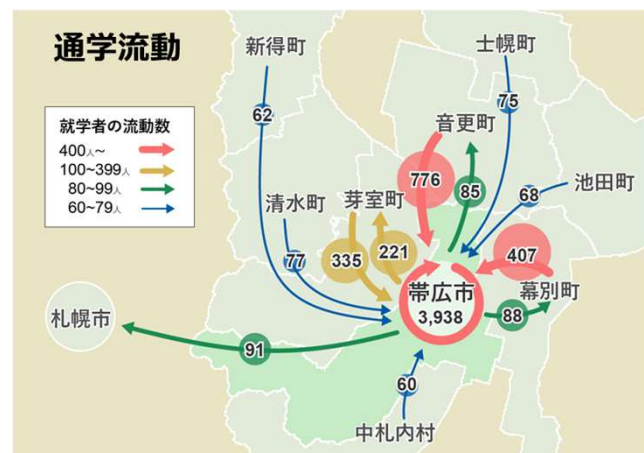 通学流動
新得町
士幌町
就学者の流動数
400人~
100~399人
80~99人
60~79人
62
75
音更町
776
85
清水町
芽室町
68
池田町
77
335
221
407
帯広市
3,938
幕別町
88
札幌市
91
60
中札内村